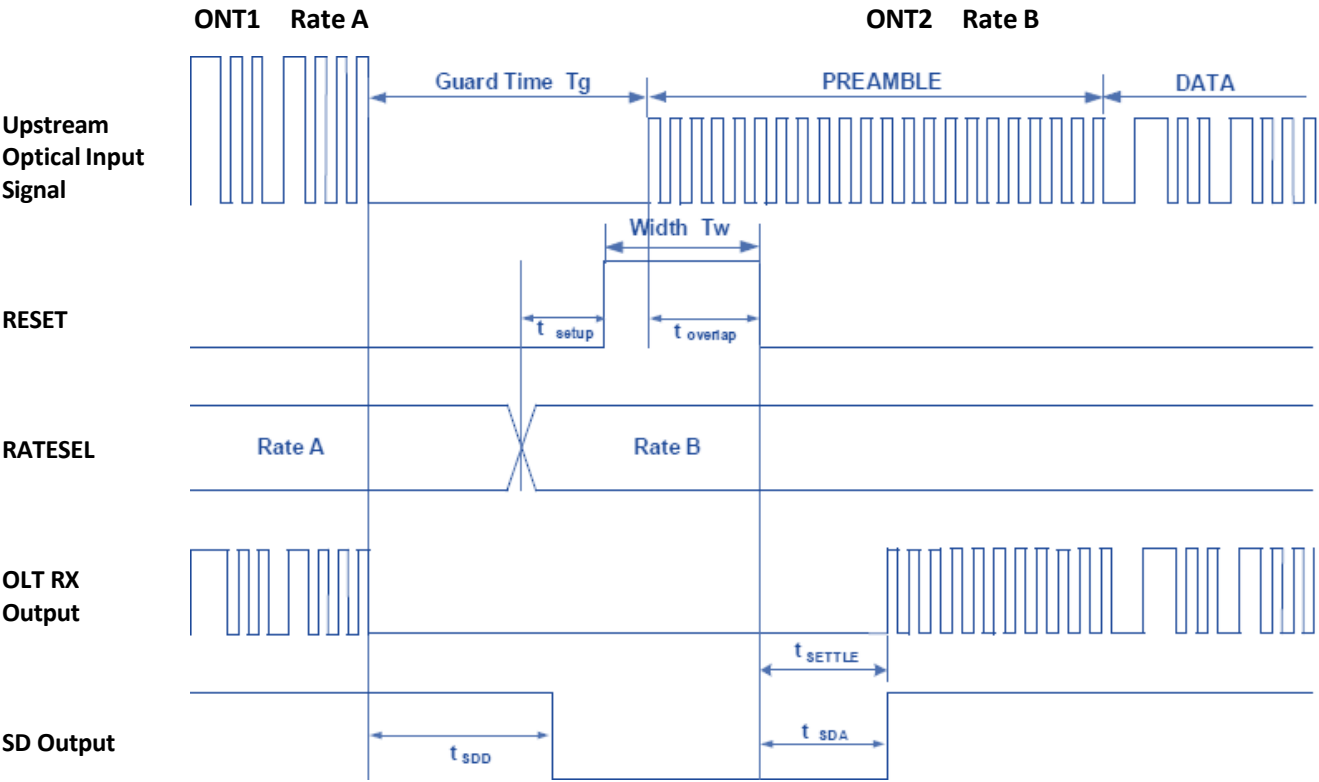 ONT1 Rate A
ONT2 Rate B
Guard Time Tg
PREAMBLE
DATA
Upstream
Optical Input
Signal
Width Tw
RESET
t setup
t overlap
RATESEL
Rate A
Rate B
OLT RX
Output
t SETTLE
SD Output
t SDD
t SDA